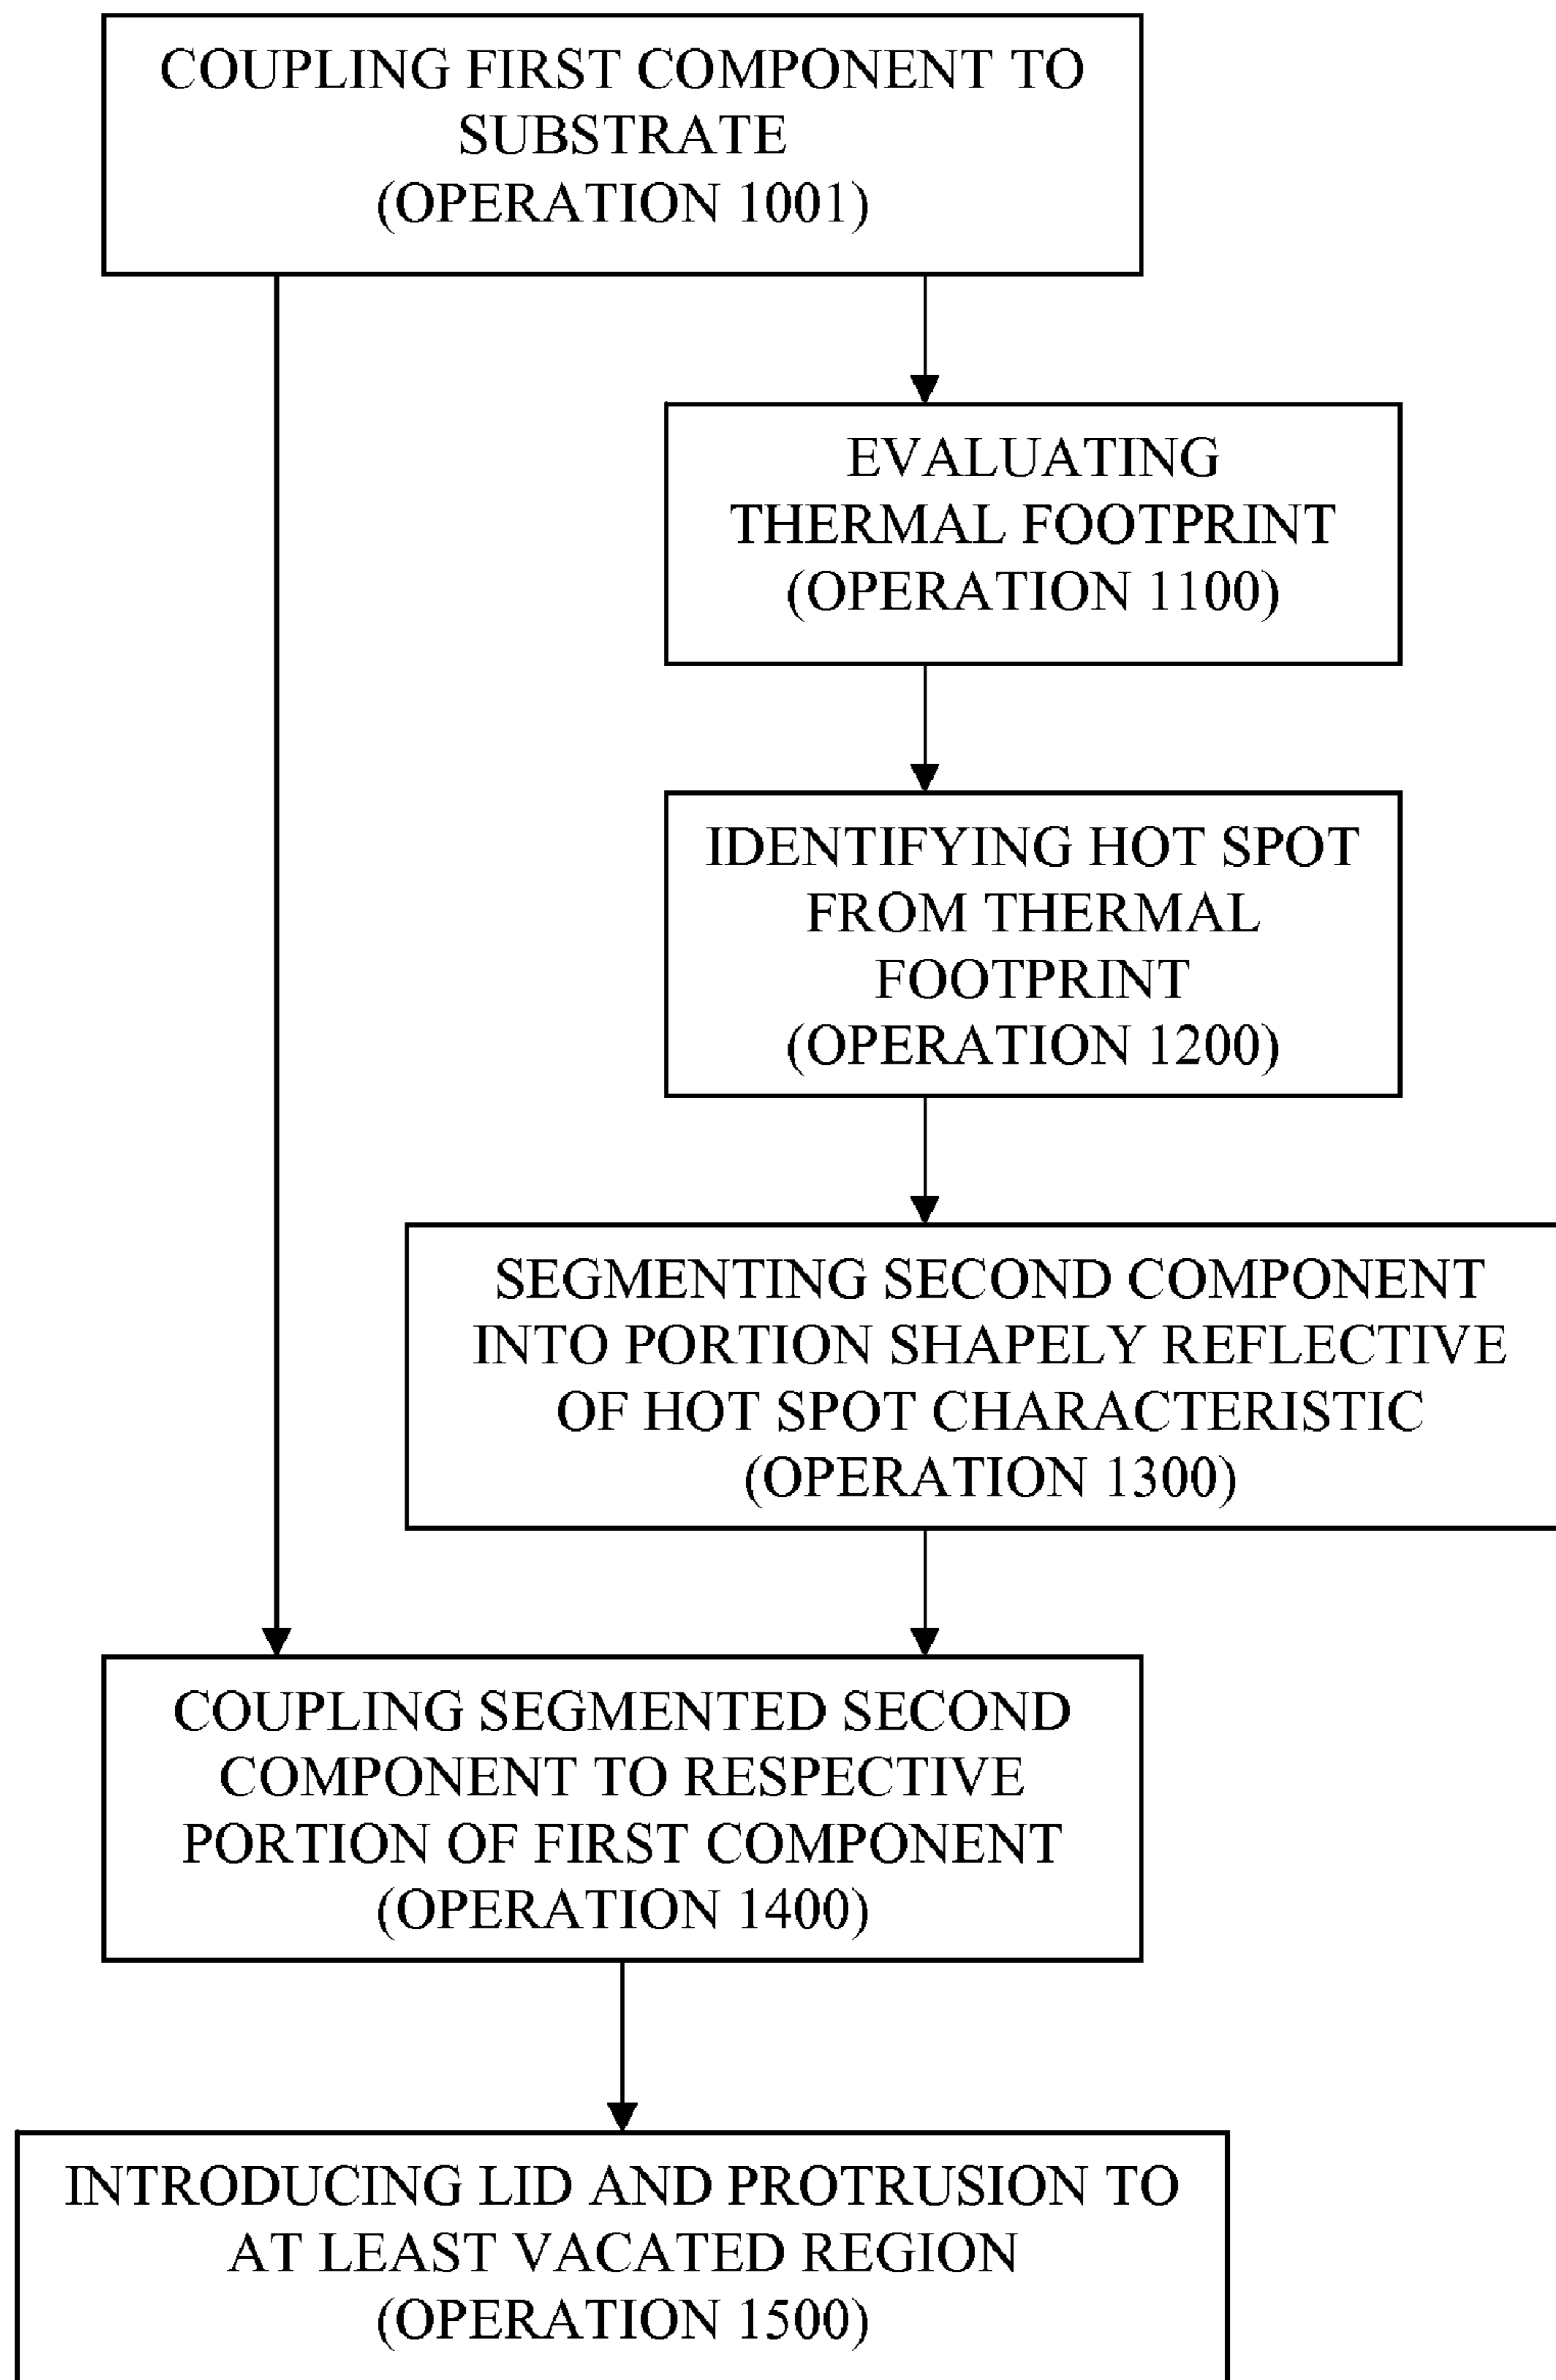 COUPLING FIRST COMPONENT TO
SUBSTRATE
(OPERATION 1001)
EVALUATING
THERMAL FOOTPRINT
(OPERATION 1100)
IDENTIFYING HOT SPOT
FROM THERMAL
FOOTPRINT
(OPERATION 1200)
SEGMENTING SECOND COMPONENT
INTO PORTION SHAPELY REFLECTIVE
OF HOT SPOT CHARACTERISTIC
(OPERATION 1300)
COUPLING SEGMENTED SECOND
COMPONENT TO RESPECTIVE
PORTION OF FIRST COMPONENT
(OPERATION 1400)
INTRODUCING LID AND PROTRUSION TO
AT LEAST VACATED REGION
(OPERATION 1500)